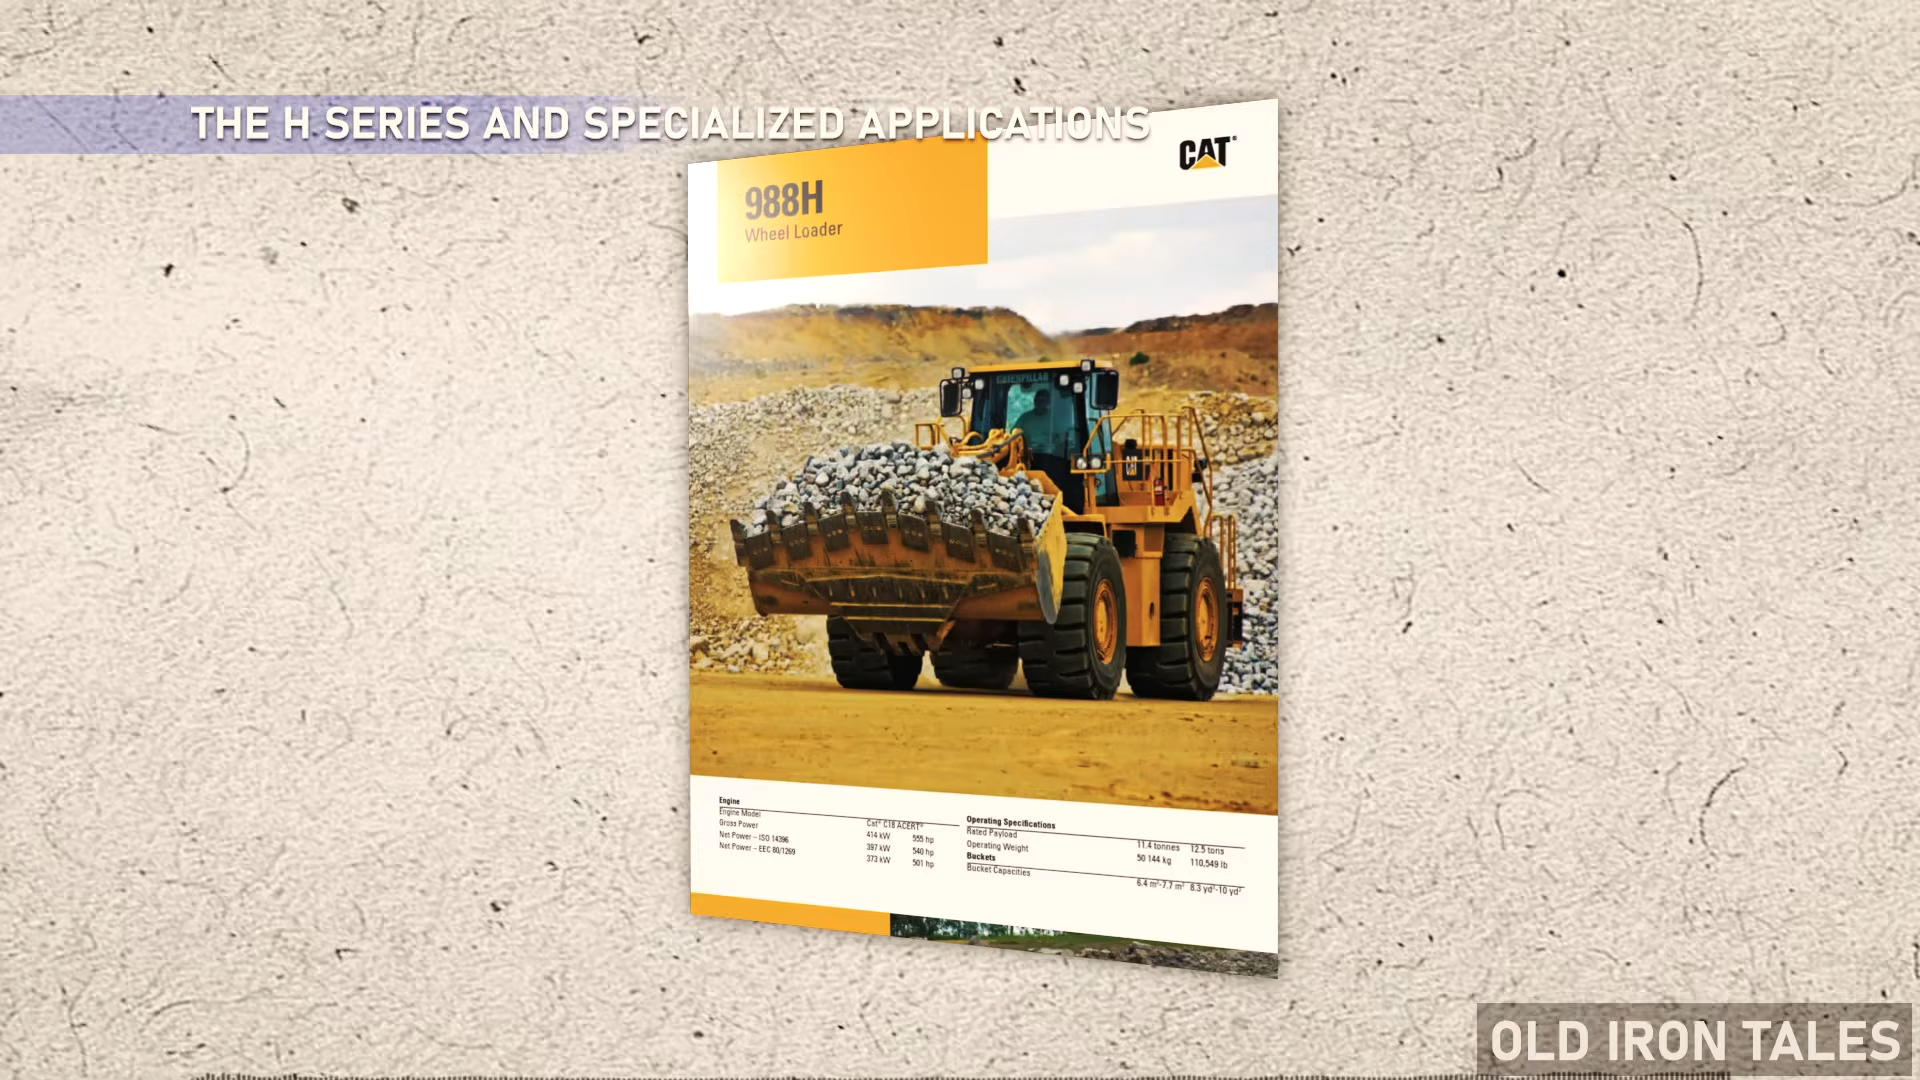 THE H SERIES AND SPECIALIZED APPLICATIONS
CAT®
988H
Wheel Loader
CATERPILLAR
Engine
Engine Model Cat® C18 ACERT®
Gross Power 414 kW 555 hp
Net Power – ISO 14396 397 kW 540 hp
Net Power – EEC 80/1269 373 kW 501 hp
Operating Specifications
Rated Payload 11.4 tonnes 12.5 tons
Operating Weight 50 144 kg 110,549 lb
Buckets
Bucket Capacities 6.4 m³-7.7 m³ 8.3 yd³-10 yd³
OLD IRON TALES